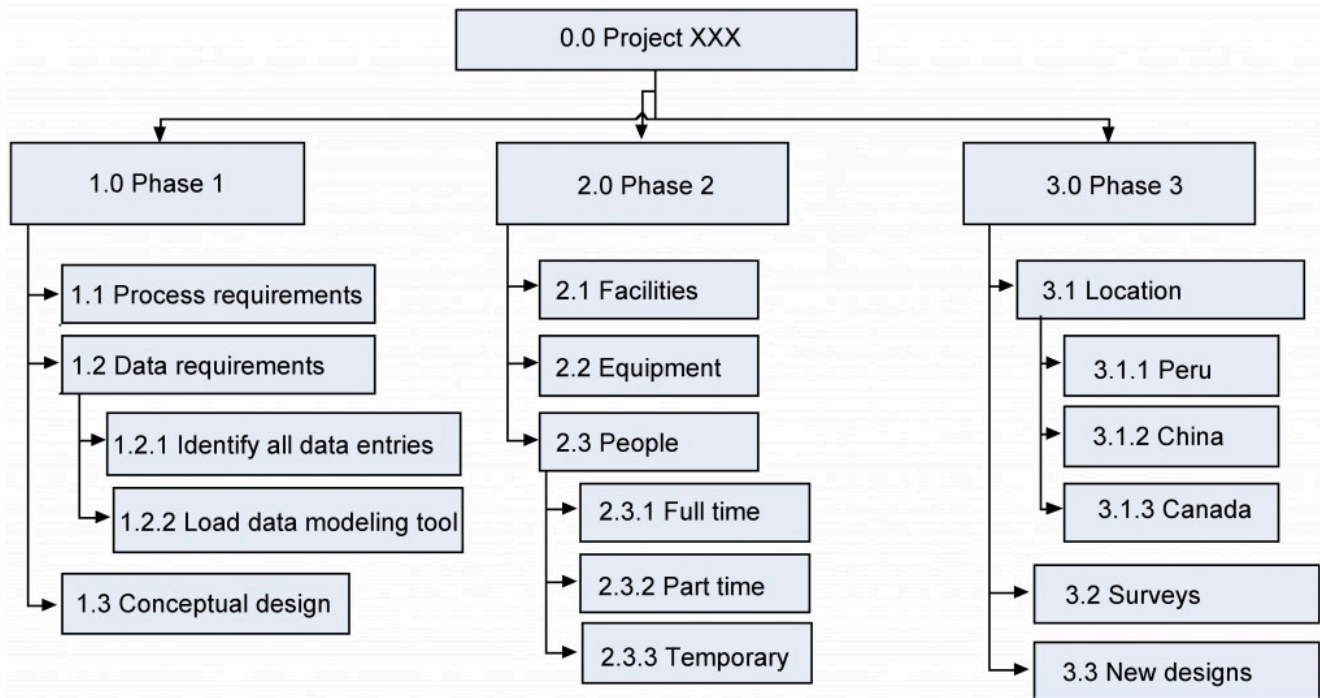 0.0 Project XXX
1.0 Phase 1
1.1 Process requirements
1.2 Data requirements
1.2.1 Identify all data entries
1.2.2 Load data modeling tool
1.3 Conceptual design
2.0 Phase 2
2.1 Facilities
2.2 Equipment
2.3 People
2.3.1 Full time
2.3.2 Part time
2.3.3 Temporary
3.0 Phase 3
3.1 Location
3.1.1 Peru
3.1.2 China
3.1.3 Canada
3.2 Surveys
3.3 New designs